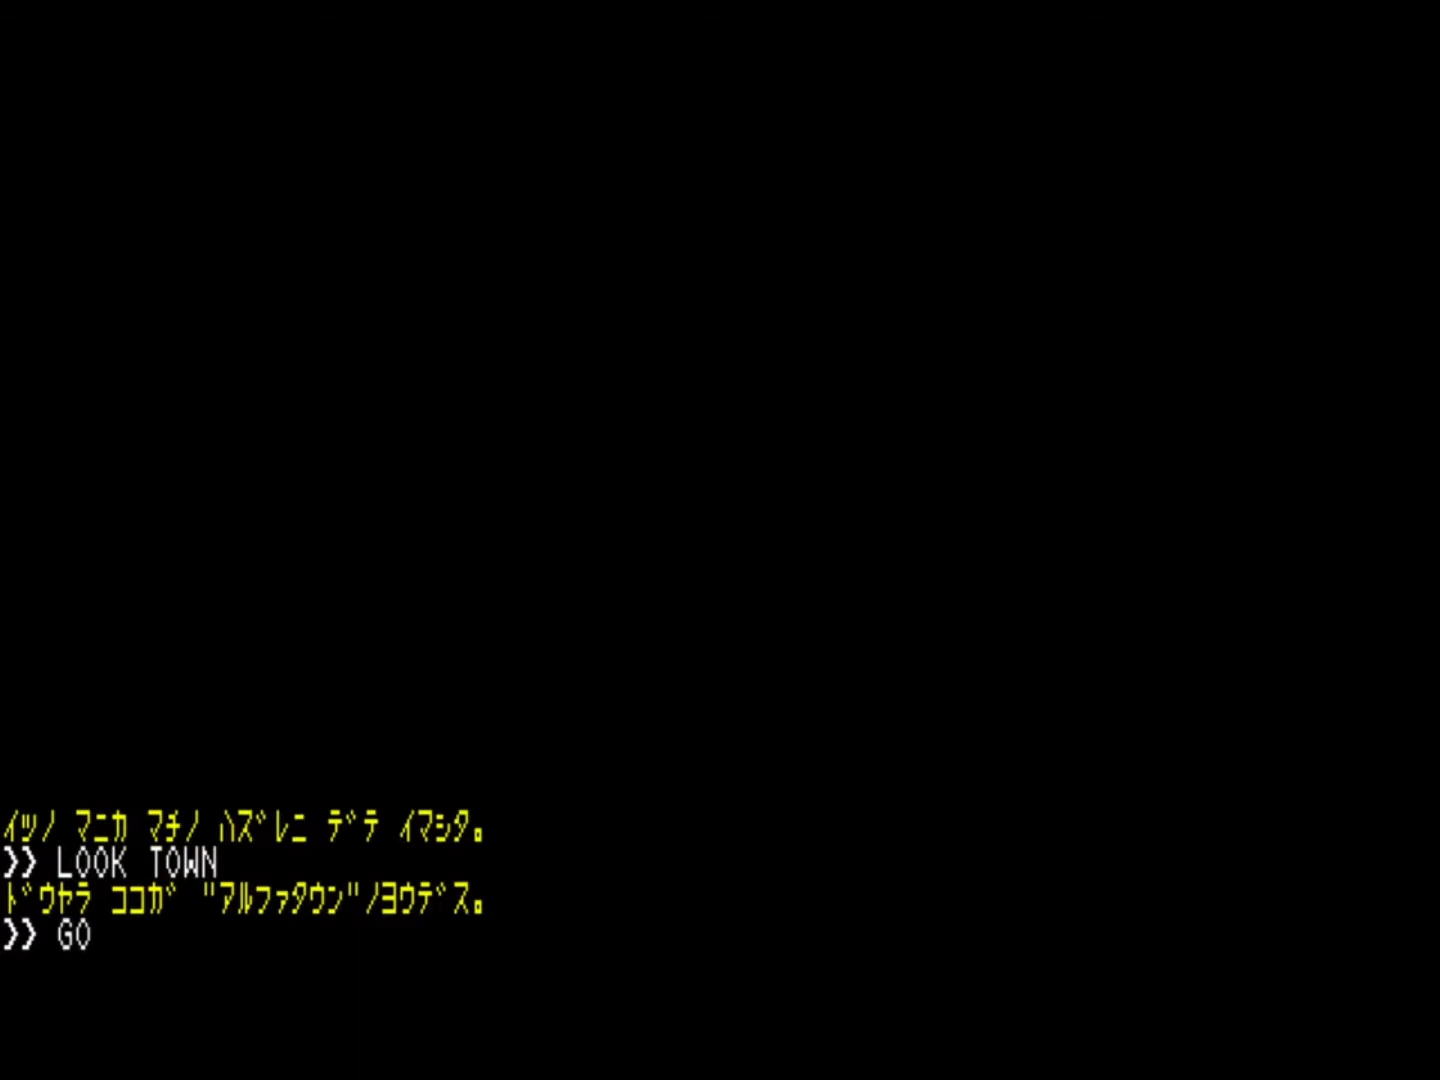 イツノ マニカ マチノ ハズレニ デテ イマシタ。
》 LOOK TOWN
ドウヤラ ココガ "アルファタウン"ノヨウデス。
》 GO